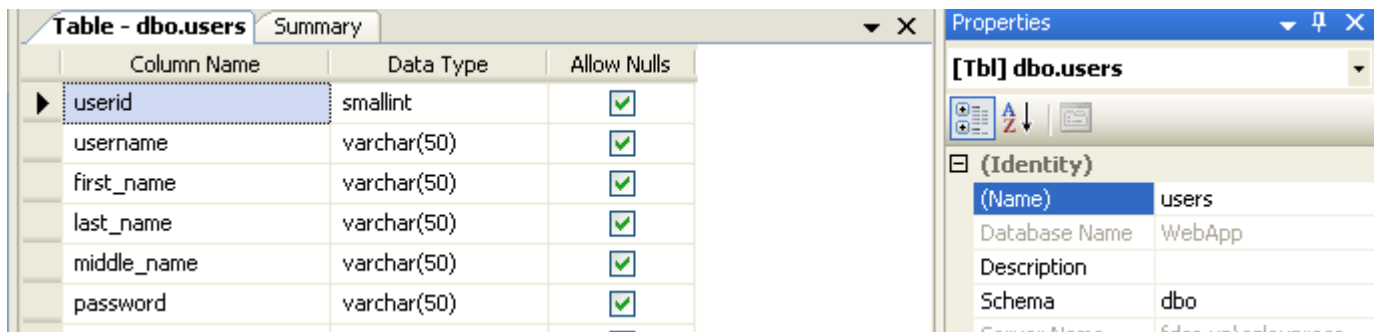 Table - dbo.users Summary
Column Name Data Type Allow Nulls
userid smallint
username varchar(50)
first_name varchar(50)
last_name varchar(50)
middle_name varchar(50)
password varchar(50)
Properties
[Tbl] dbo.users
(Identity)
(Name) users
Database Name WebApp
Description
Schema dbo
Server Name